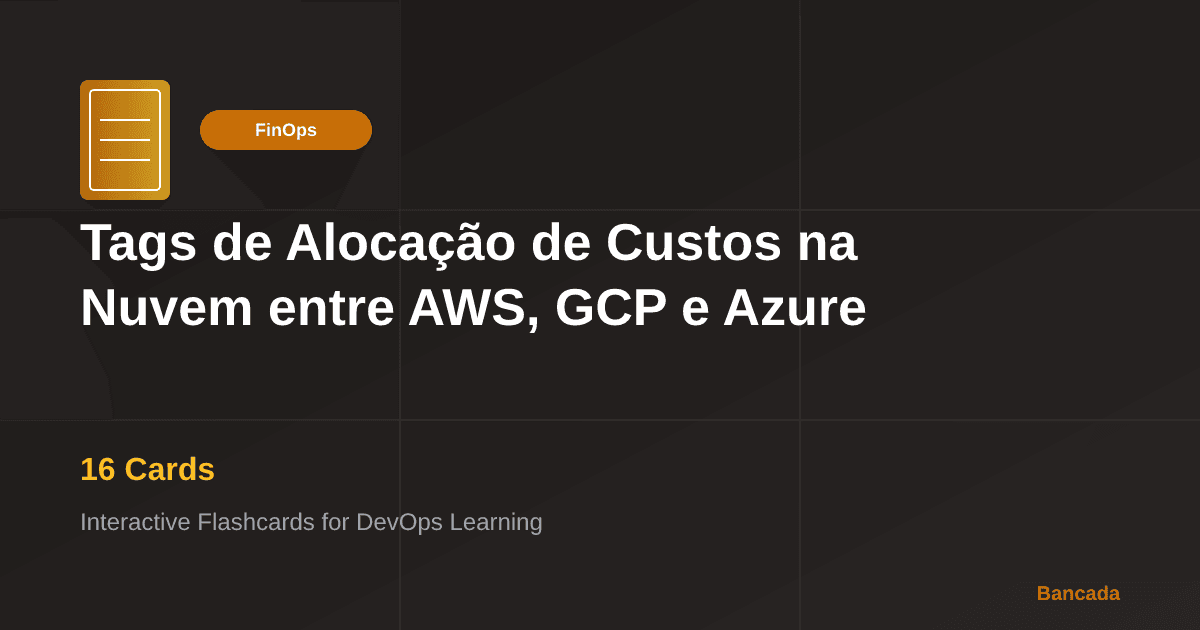 FinOps
Tags de Alocação de Custos na
Nuvem entre AWS, GCP e Azure
16 Cards
Interactive Flashcards for DevOps Learning
Bancada